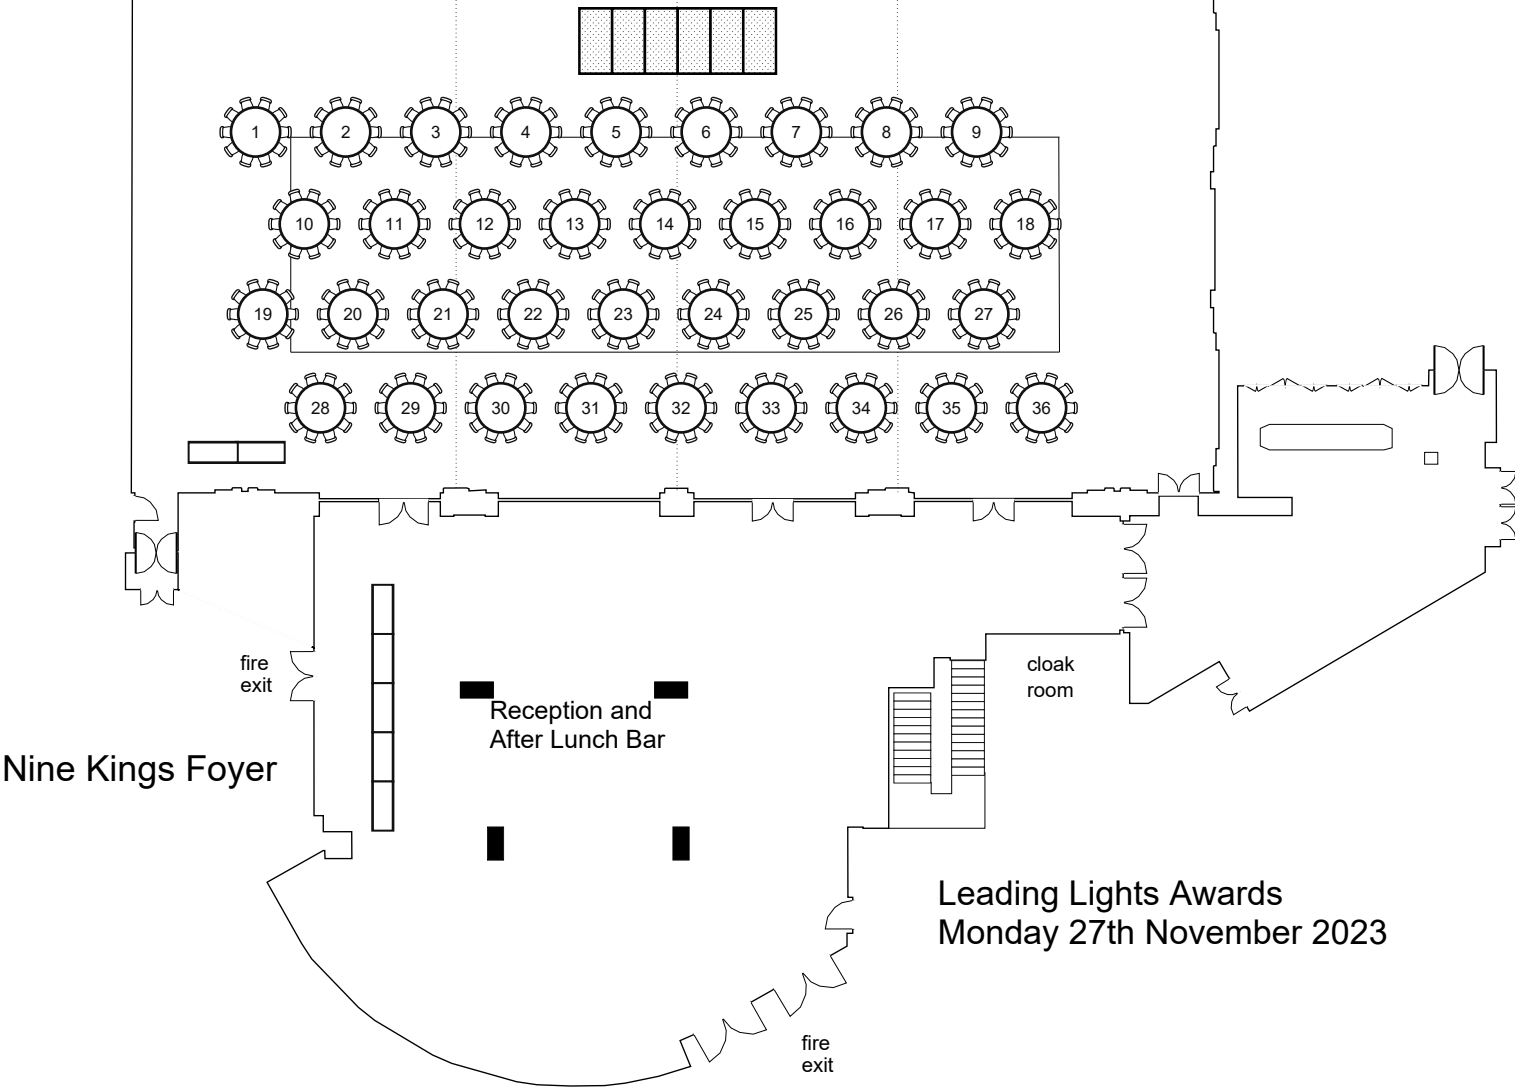 1 2 3 4 5 6 7 8 9
10 11 12 13 14 15 16 17 18
19 20 21 22 23 24 25 26 27
28 29 30 31 32 33 34 35 36
fire
exit
cloak
room
Reception and
After Lunch Bar
Nine Kings Foyer
Leading Lights Awards
Monday 27th November 2023
fire
exit